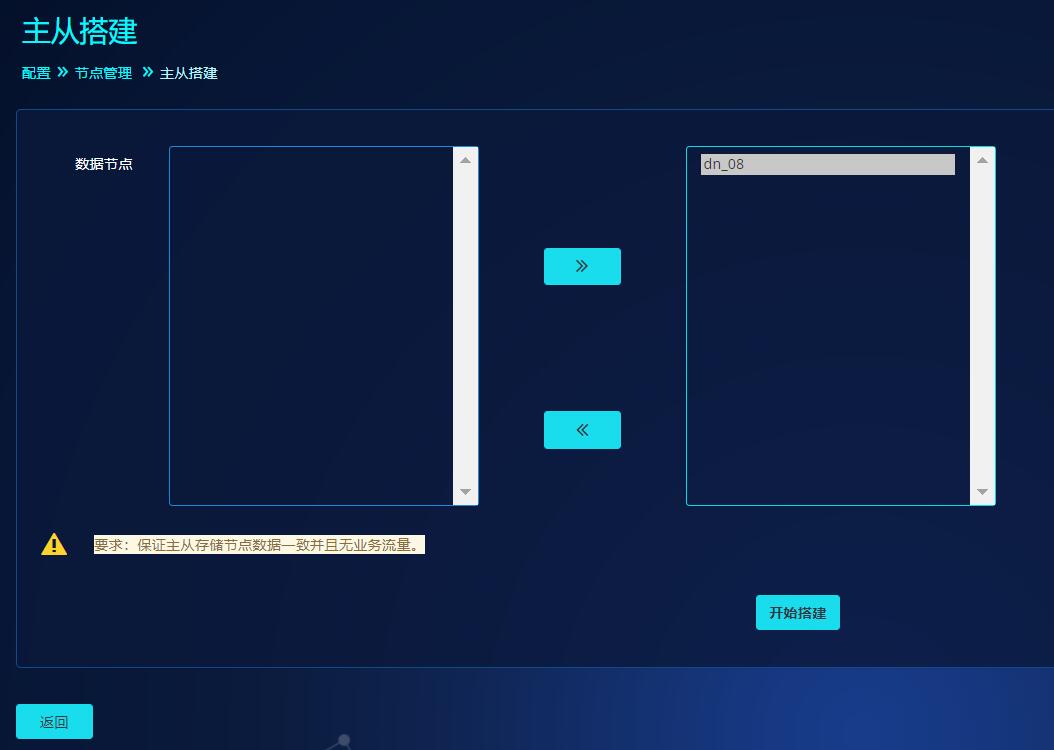 主从搭建
配置 » 节点管理 » 主从搭建
数据节点
dn_08
»
«
要求：保证主从存储节点数据一致并且无业务流量。
开始搭建
返回